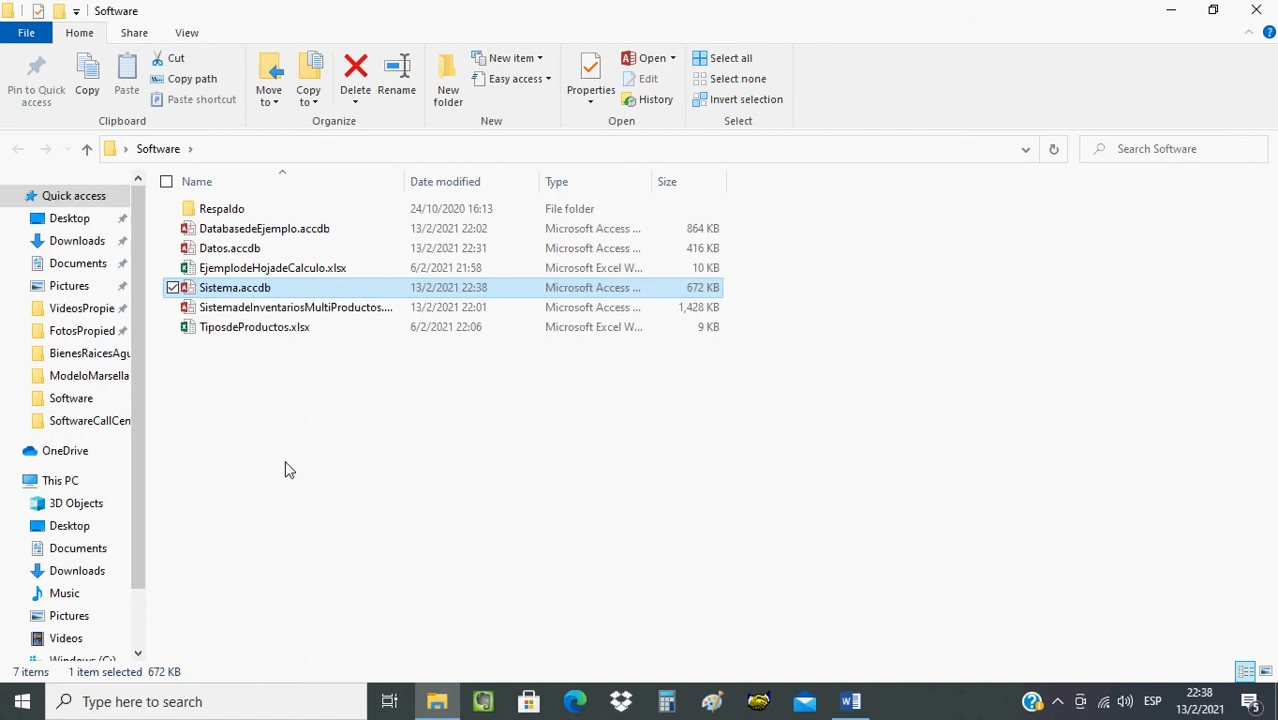 Software
File Home Share View
Pin to Quick access
Copy
Paste
Cut
Copy path
Paste shortcut
Clipboard
Move to
Copy to
Delete
Rename
Organize
New folder
New item
Easy access
New
Properties
Open
Edit
History
Open
Select all
Select none
Invert selection
Select
Software
Search Software
Name Date modified Type Size
Respaldo 24/10/2020 16:13 File folder
DatabasedeEjemplo.accdb 13/2/2021 22:02 Microsoft Access ... 864 KB
Datos.accdb 13/2/2021 22:31 Microsoft Access ... 416 KB
EjemplodeHojadeCalculo.xlsx 6/2/2021 21:58 Microsoft Excel W... 10 KB
Sistema.accdb 13/2/2021 22:38 Microsoft Access ... 672 KB
SistemadeInventariosMultiProductos.... 13/2/2021 22:01 Microsoft Access ... 1,428 KB
TiposdeProductos.xlsx 6/2/2021 22:06 Microsoft Excel W... 9 KB
Quick access
Desktop
Downloads
Documents
Pictures
VideosPropie
FotosPropied
BienesRaicesAgu
ModeloMarsella
Software
SoftwareCallCen
OneDrive
This PC
3D Objects
Desktop
Documents
Downloads
Music
Pictures
Videos
Windows (C:)
7 items 1 item selected 672 KB
Type here to search
ESP
22:38
13/2/2021
5